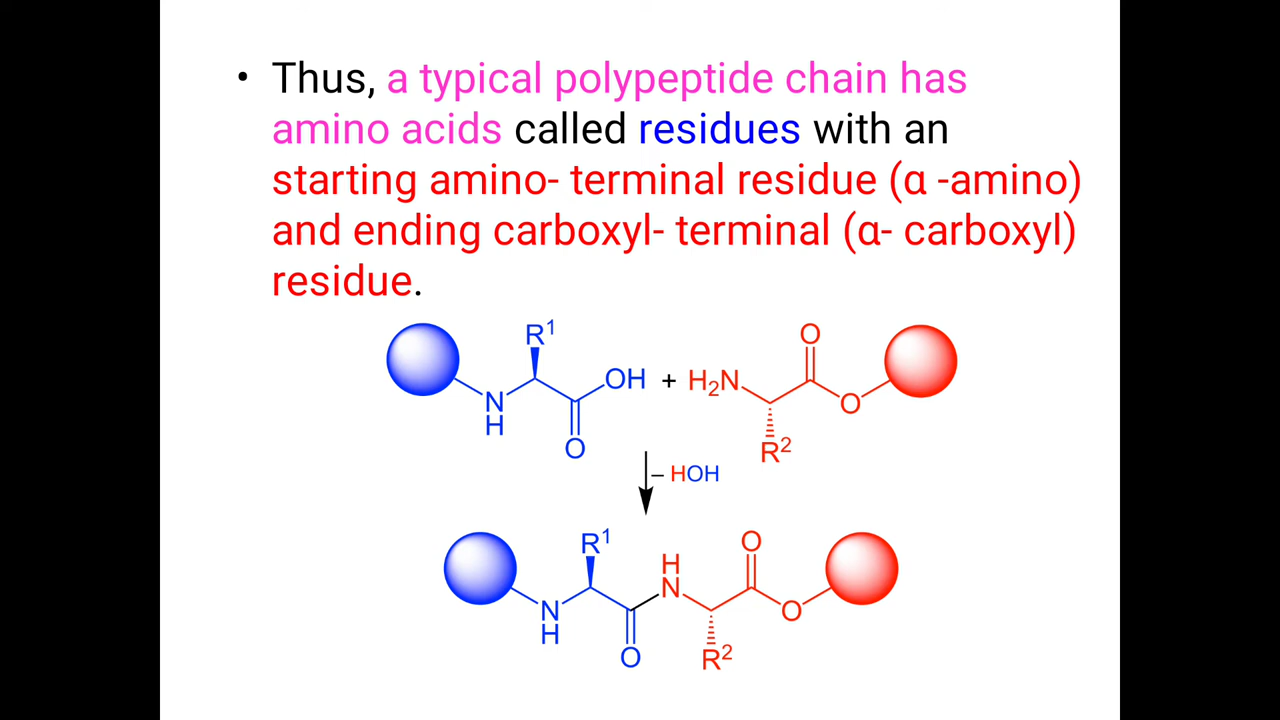 • Thus, a typical polypeptide chain has
amino acids called residues with an
starting amino- terminal residue (α -amino)
and ending carboxyl- terminal (α- carboxyl)
residue.
R¹ O
OH + H₂N
N
H O O
R²
– HOH
R¹ H O
N
N O
H
O R²